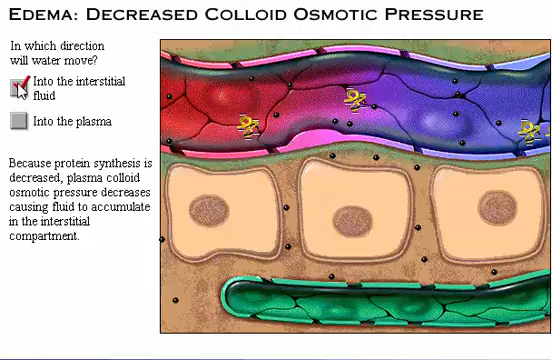 Edema: Decreased Colloid Osmotic Pressure
In which direction
will water move?
Into the interstitial
fluid
Into the plasma
Because protein synthesis is
decreased, plasma colloid
osmotic pressure decreases
causing fluid to accumulate
in the interstitial
compartment.